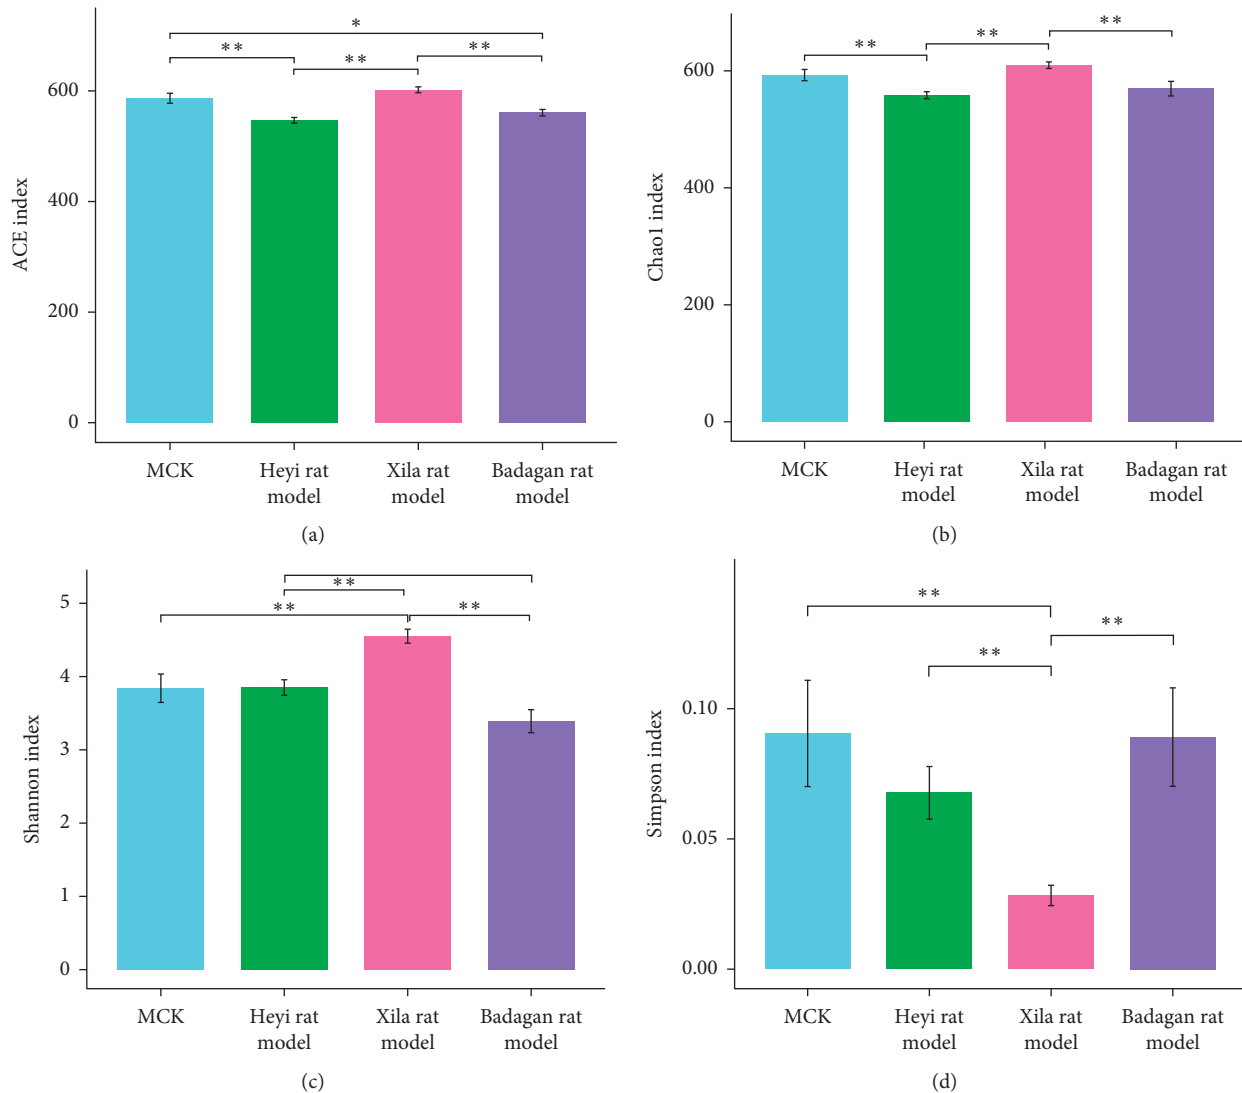 *
**
**
**
600
400
200
0
ACE index
MCK
Heyi rat
model
Xila rat
model
Badagan rat
model
(a)
**
**
**
600
400
200
0
Chao1 index
MCK
Heyi rat
model
Xila rat
model
Badagan rat
model
(b)
**
**
**
5
4
3
2
1
0
Shannon index
MCK
Heyi rat
model
Xila rat
model
Badagan rat
model
(c)
**
**
**
0.10
0.05
0.00
Simpson index
MCK
Heyi rat
model
Xila rat
model
Badagan rat
model
(d)